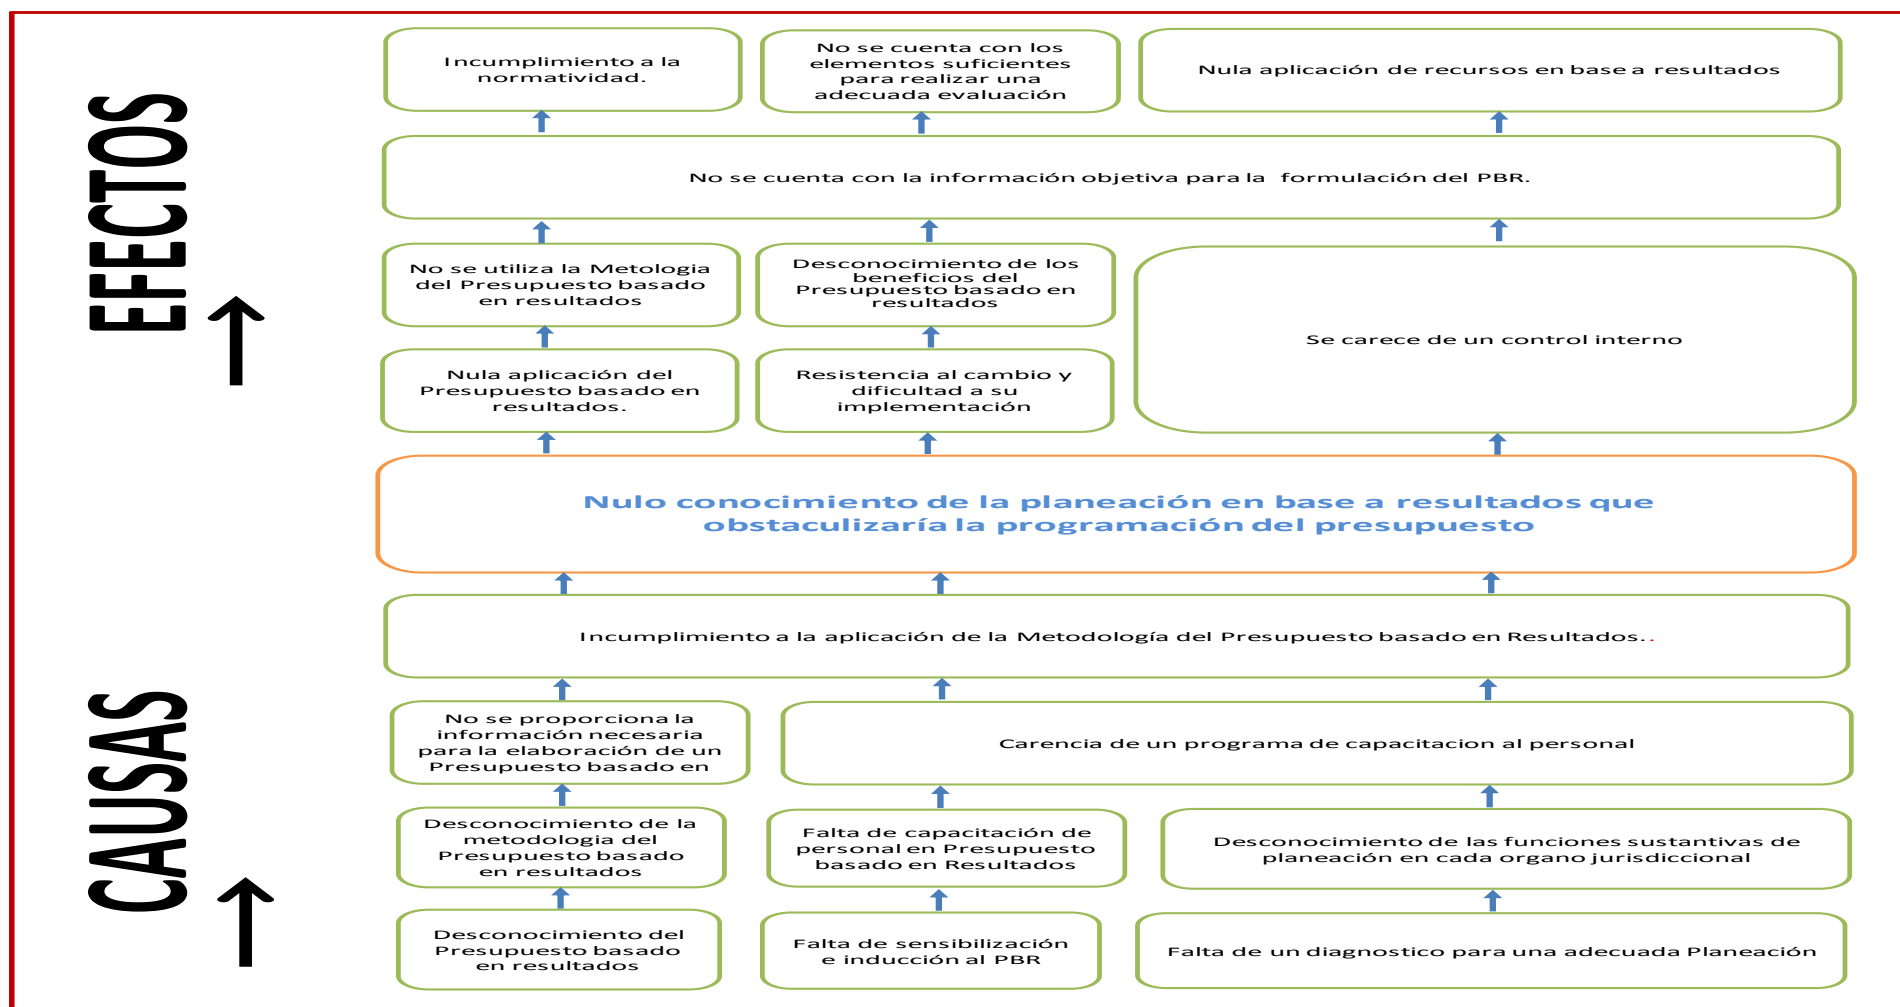 EFECTOS
Incumplimiento a la
normatividad.
No se cuenta con los
elementos suficientes
para realizar una
adecuada evaluación
Nula aplicación de recursos en base a resultados
No se cuenta con la información objetiva para la formulación del PBR.
No se utiliza la Metologia
del Presupuesto basado
en resultados
Desconocimiento de los
beneficios del
Presupuesto basado en
resultados
Se carece de un control interno
Nula aplicación del
Presupuesto basado en
resultados.
Resistencia al cambio y
dificultad a su
implementación
Nulo conocimiento de la planeación en base a resultados que
obstaculizaría la programación del presupuesto
CAUSAS
Incumplimiento a la aplicación de la Metodología del Presupuesto basado en Resultados..
No se proporciona la
información necesaria
para la elaboración de un
Presupuesto basado en
Carencia de un programa de capacitacion al personal
Desconocimiento de la
metodologia del
Presupuesto basado
en resultados
Falta de capacitación de
personal en Presupuesto
basado en Resultados
Desconocimiento de las funciones sustantivas de
planeación en cada organo jurisdiccional
Desconocimiento del
Presupuesto basado
en resultados
Falta de sensibilización
e inducción al PBR
Falta de un diagnostico para una adecuada Planeación